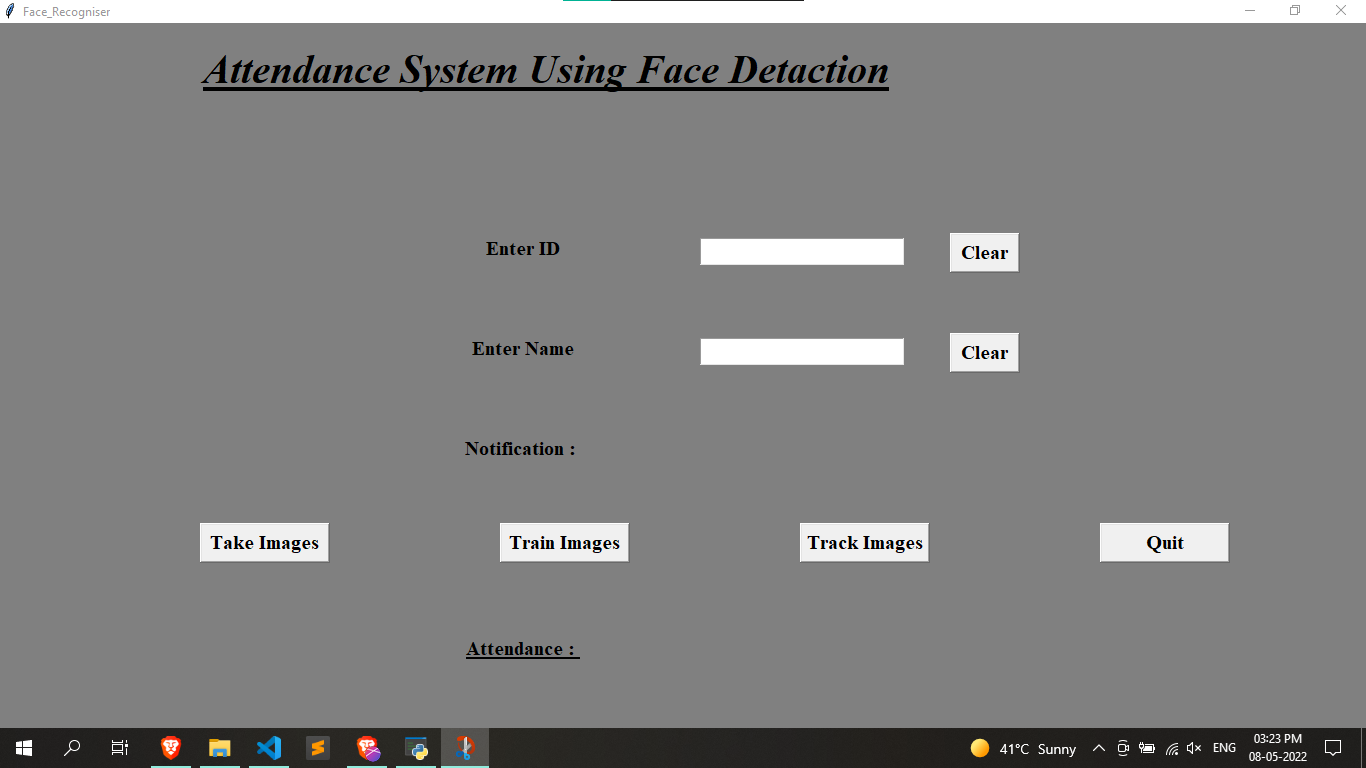 Face_Recogniser
Attendance System Using Face Detaction
Enter ID
Clear
Enter Name
Clear
Notification :
Take Images
Train Images
Track Images
Quit
Attendance :
41°C Sunny
ENG
03:23 PM
08-05-2022